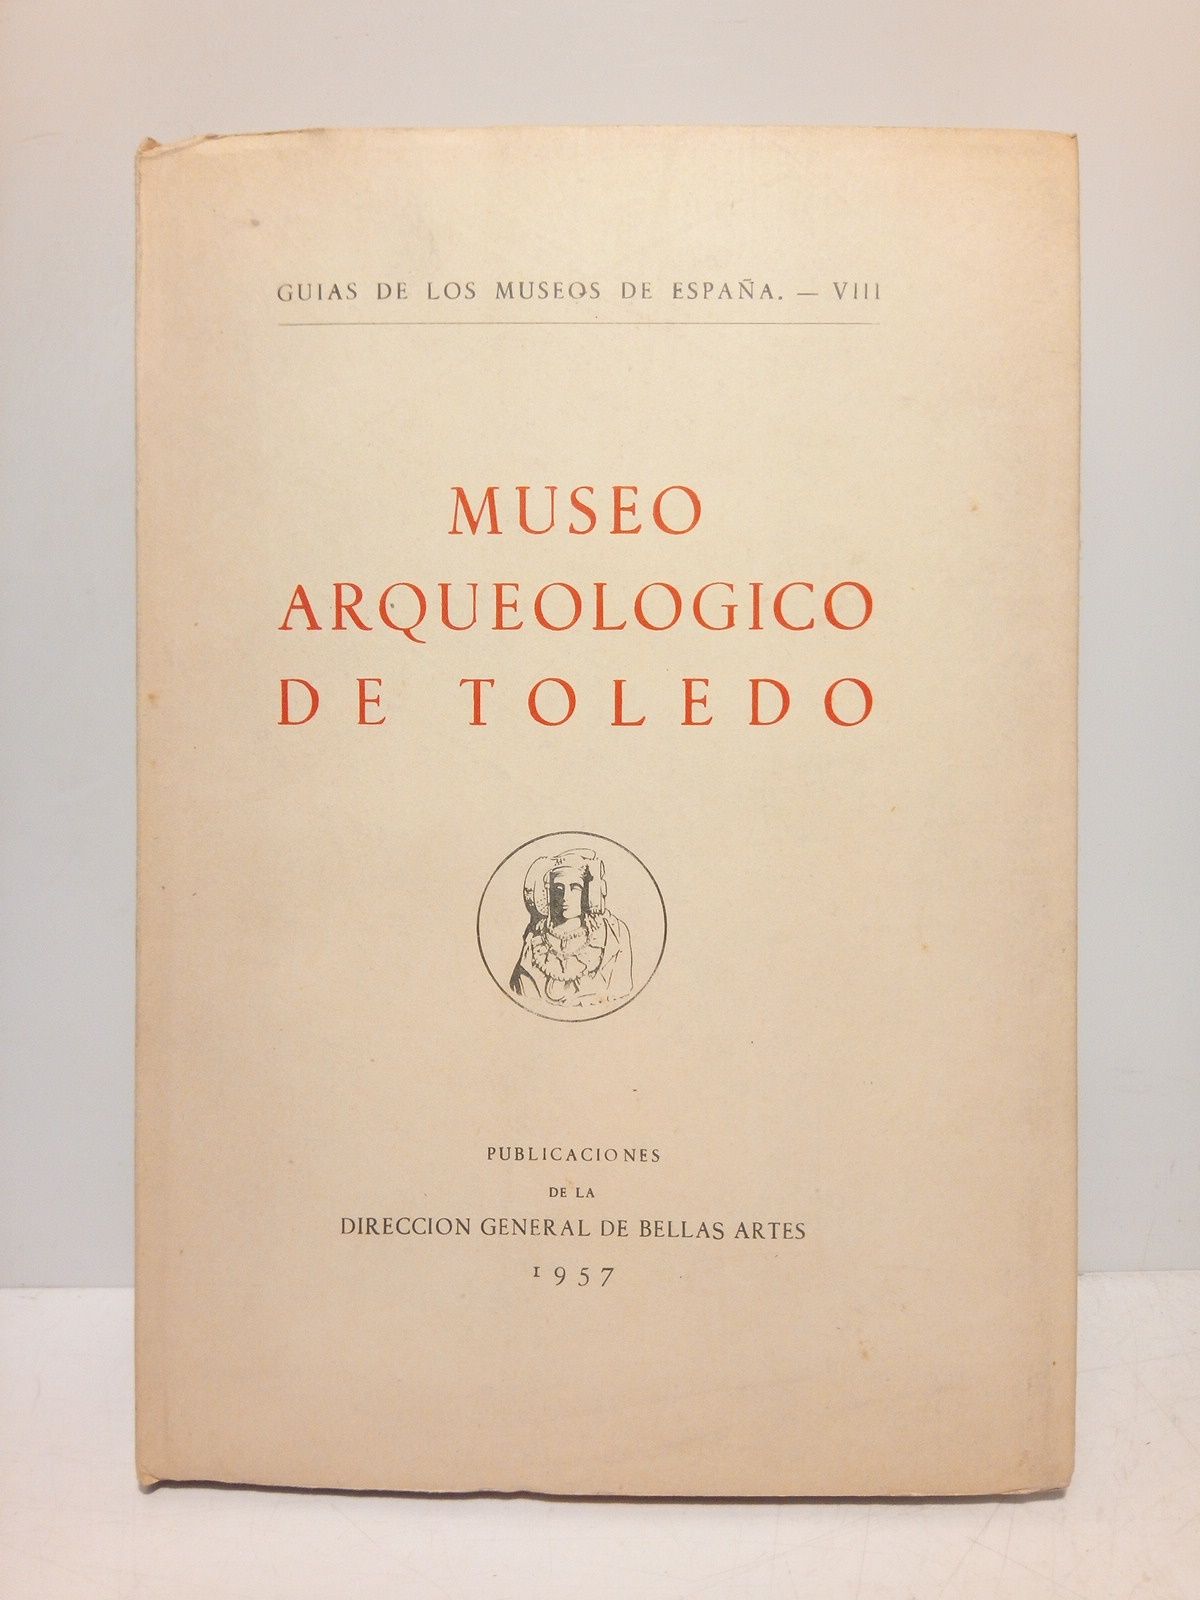 GUIAS DE LOS MUSEOS DE ESPAÑA. — VIII
MUSEO
ARQUEOLOGICO
DE TOLEDO
PUBLICACIONES
DE LA
DIRECCION GENERAL DE BELLAS ARTES
1957